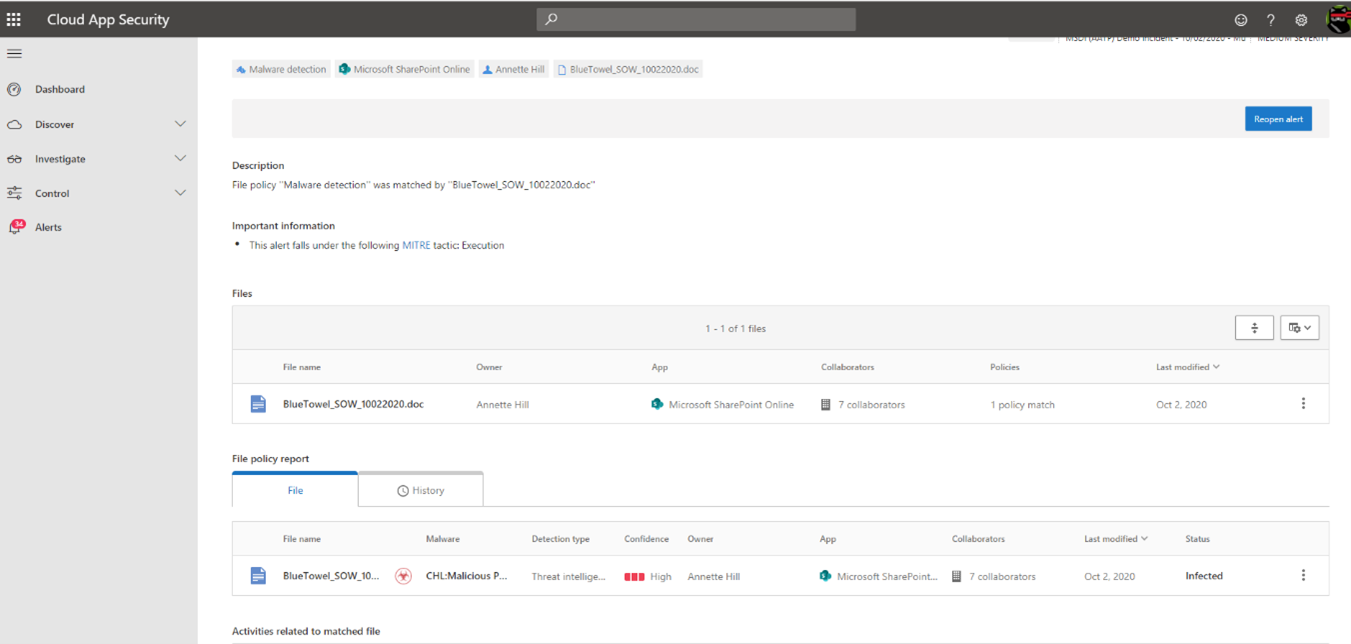 Cloud App Security
MSDI (AATP) Demo Incident - 10/02/2020 - Mu MEDIUM SEVERITY
Malware detection Microsoft SharePoint Online Annette Hill BlueTowel_SOW_10022020.doc
Dashboard
Discover
Investigate
Control
34
Alerts
Reopen alert
Description
File policy "Malware detection" was matched by "BlueTowel_SOW_10022020.doc"
Important information
• This alert falls under the following MITRE tactic: Execution
Files
1 - 1 of 1 files
File name Owner App Collaborators Policies Last modified
BlueTowel_SOW_10022020.doc Annette Hill Microsoft SharePoint Online 7 collaborators 1 policy match Oct 2, 2020
File policy report
File History
File name Malware Detection type Confidence Owner App Collaborators Last modified Status
BlueTowel_SOW_10... CHL:Malicious P... Threat intellige... High Annette Hill Microsoft SharePoint... 7 collaborators Oct 2, 2020 Infected
Activities related to matched file